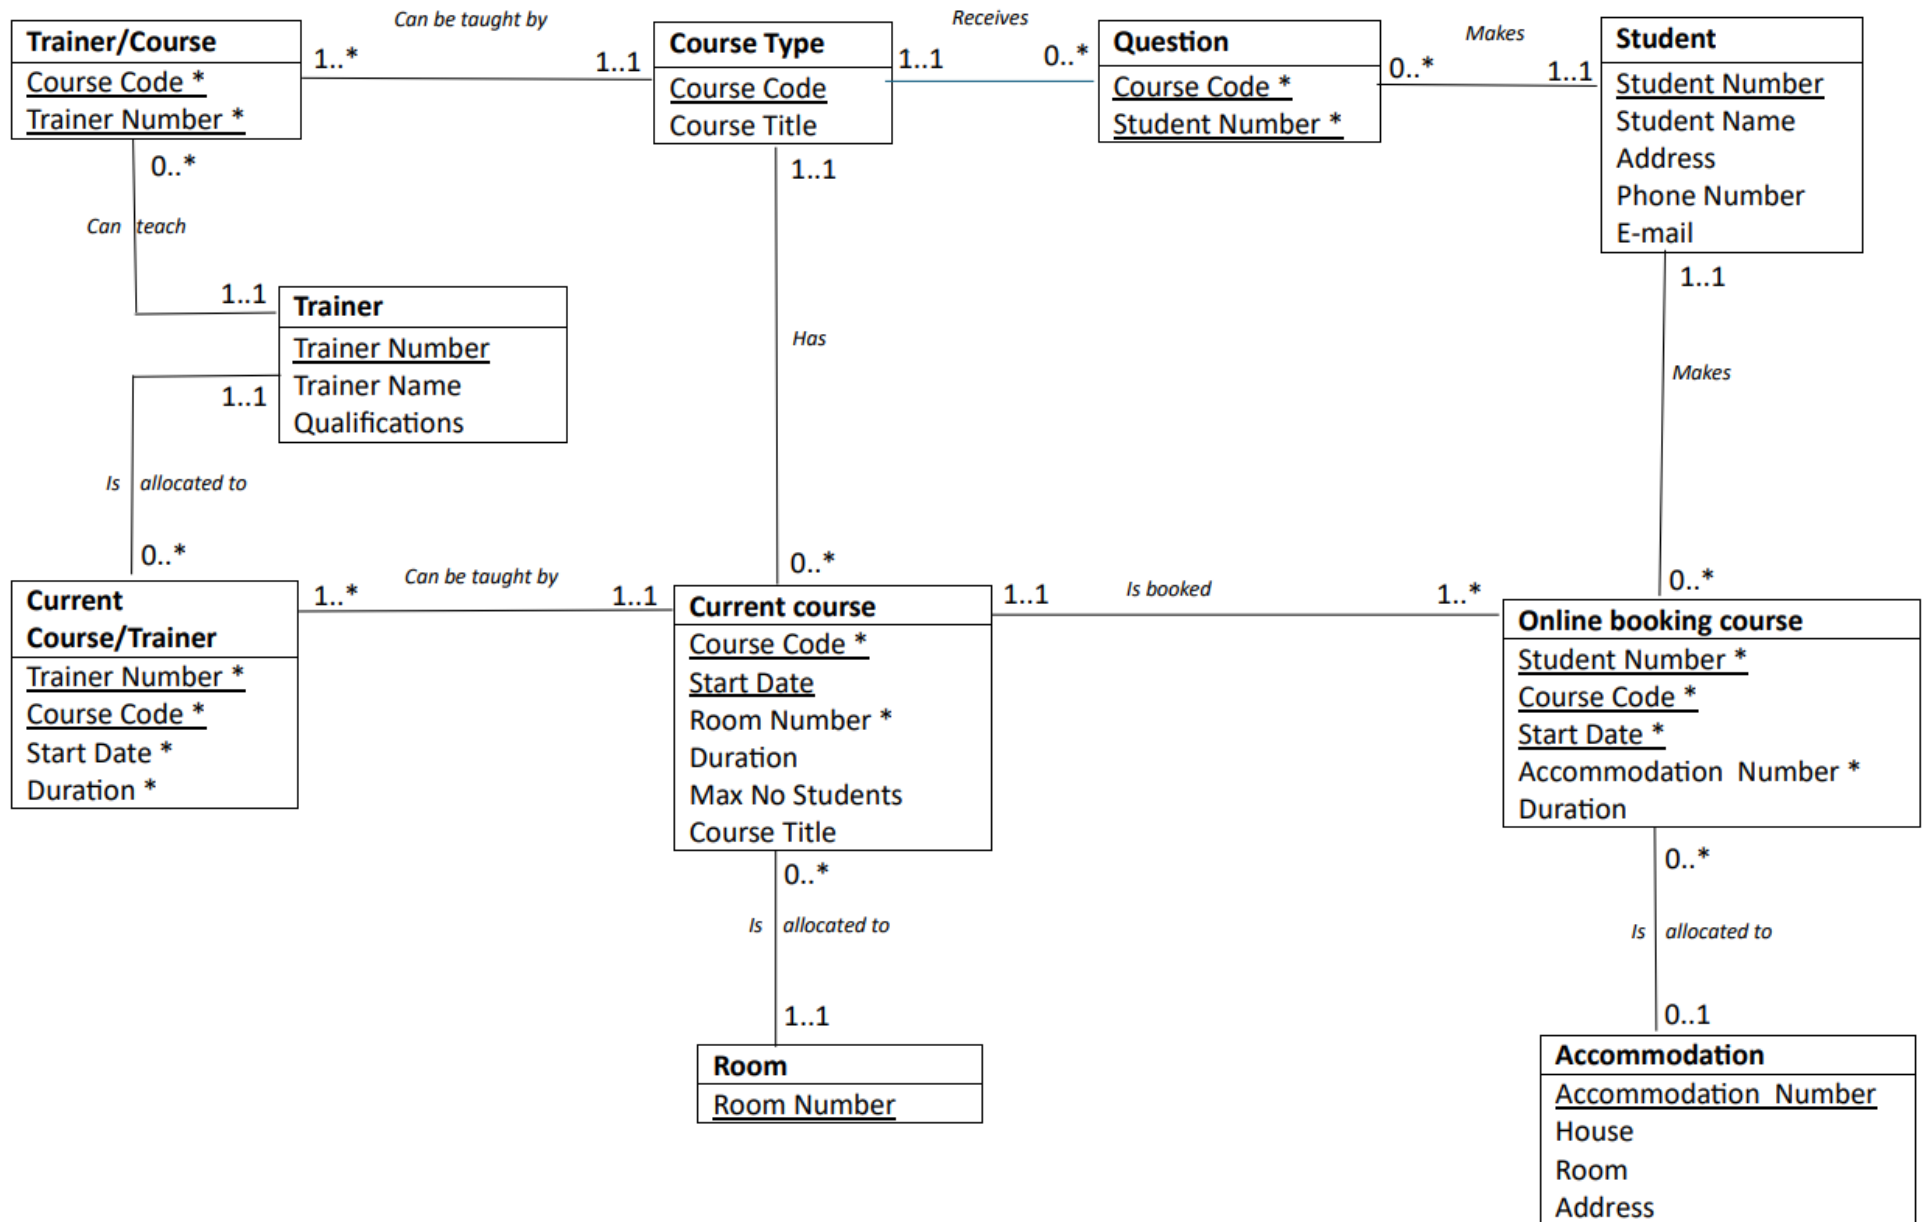 Trainer/Course
Course Code *
Trainer Number *
1..*
Can be taught by
1..1
Course Type
Course Code
Course Title
1..1
Receives
0..*
Question
Course Code *
Student Number *
0..*
Makes
1..1
Student
Student Number
Student Name
Address
Phone Number
E-mail
0..*
Can teach
1..1
Trainer
Trainer Number
Trainer Name
Qualifications
1..1
Is allocated to
0..*
1..1
Has
0..*
1..1
Makes
0..*
Current
Course/Trainer
Trainer Number *
Course Code *
Start Date *
Duration *
1..*
Can be taught by
1..1
Current course
Course Code *
Start Date
Room Number *
Duration
Max No Students
Course Title
1..1
Is booked
1..*
Online booking course
Student Number *
Course Code *
Start Date *
Accommodation Number *
Duration
0..*
Is allocated to
1..1
Room
Room Number
0..*
Is allocated to
0..1
Accommodation
Accommodation Number
House
Room
Address